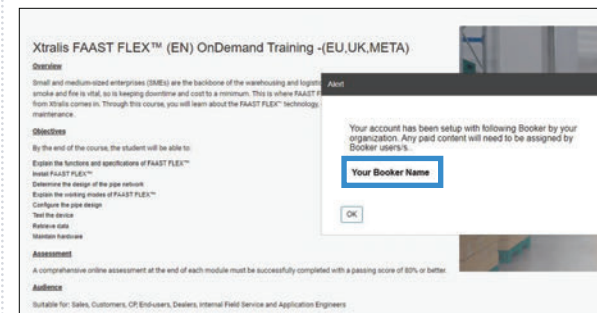 Xtralis FAAST FLEX™ (EN) OnDemand Training -(EU,UK,META)
Overview
Small and medium-sized enterprises (SMEs) are the backbone of the warehousing and logist
smoke and fire is vital, so is keeping downtime and cost to a minimum. This is where FAAST F
from Xtralis comes in. Through this course, you will learn about the FAAST FLEX™ technology,
maintenance.
Objectives
By the end of the course, the student will be able to:
Explain the functions and specifications of FAAST FLEX™
Install FAAST FLEX™
Determine the design of the pipe network
Explain the working modes of FAAST FLEX™
Configure the pipe design
Test the device
Retrieve data
Maintain hardware
Assessment
A comprehensive online assessment at the end of each module must be successfully completed with a passing score of 80% or better.
Audience
Suitable for: Sales, Customers, CP, End-users, Dealers, Internal Field Service and Application Engineers
Alert
Your account has been setup with following Booker by your
organization. Any paid content will need to be assigned by
Booker users/s..
Your Booker Name
OK